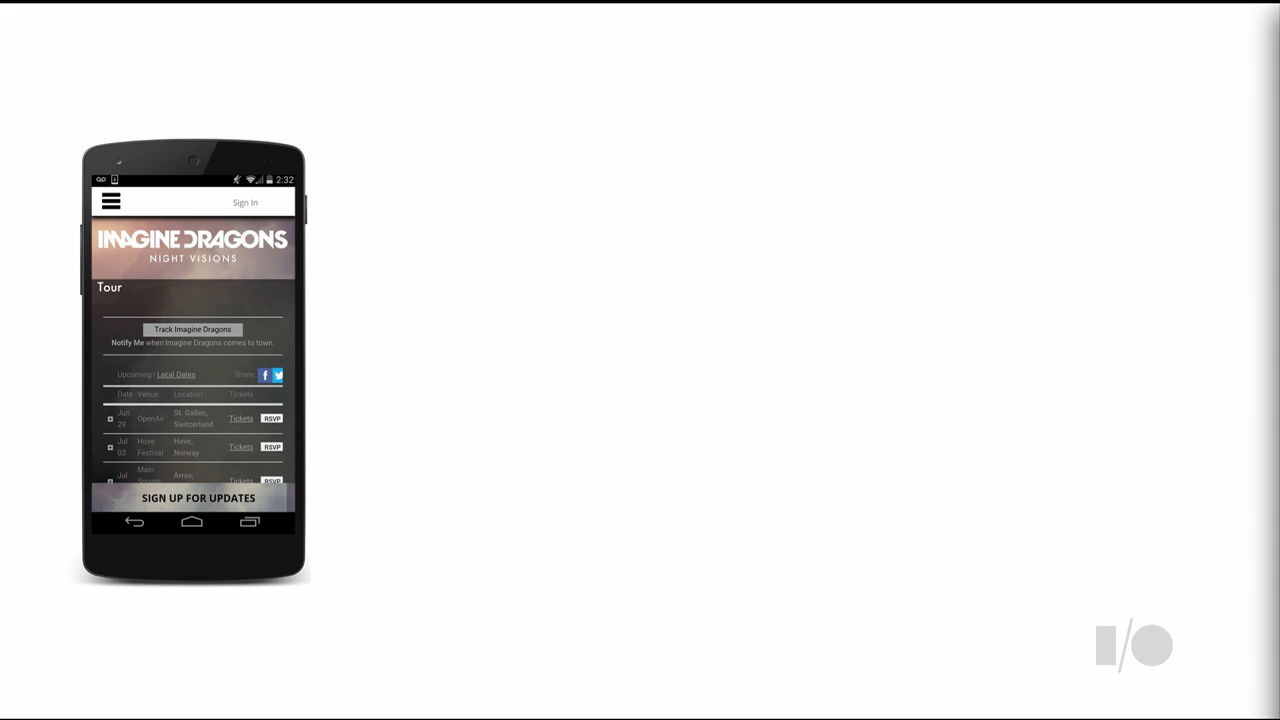 2:32
Sign In
IMAGINE DRAGONS
NIGHT VISIONS
Tour
Track Imagine Dragons
Notify Me when Imagine Dragons comes to town.
Upcoming | Local Dates Share:
Date Venue Location Tickets
Jun 29 OpenAir St. Gallen, Switzerland Tickets RSVP
Jul 03 Hove Festival Hove, Norway Tickets RSVP
Jul Main Square Arras, Tickets RSVP
SIGN UP FOR UPDATES
I/O